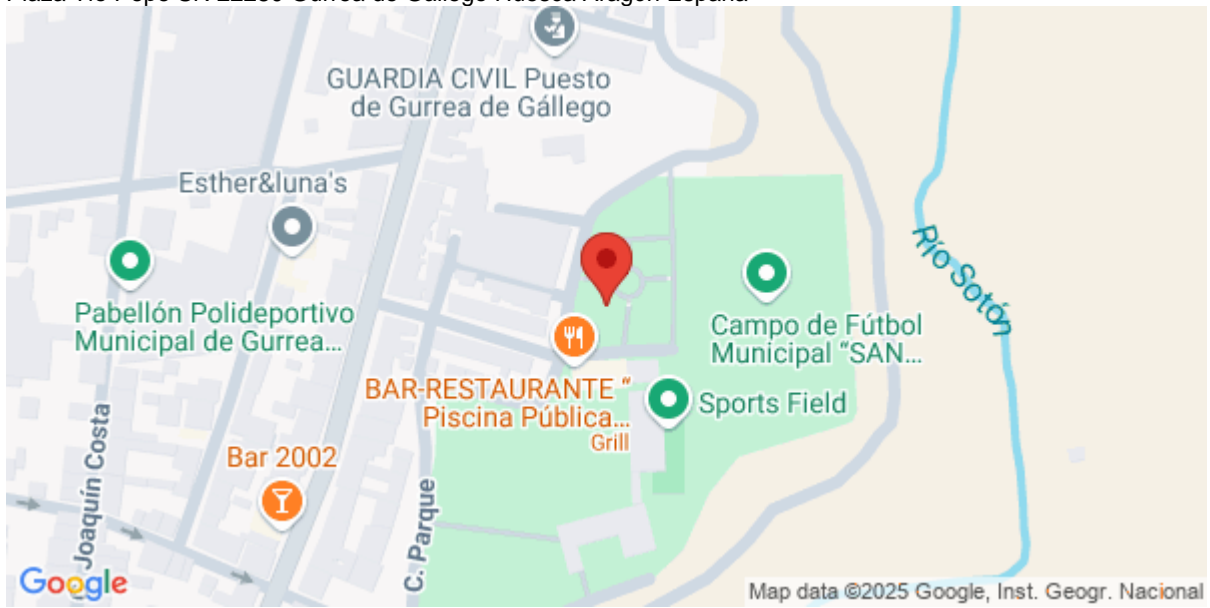 GUARDIA CIVIL Puesto
de Gurrea de Gállego
Esther&luna's
Pabellón Polideportivo
Municipal de Gurrea...
Río Sotón
Campo de Fútbol
Municipal "SAN...
BAR-RESTAURANTE "
Piscina Pública...
Grill
Sports Field
Joaquín Costa
Bar 2002
C. Parque
Google
Map data ©2025 Google, Inst. Geogr. Nacional